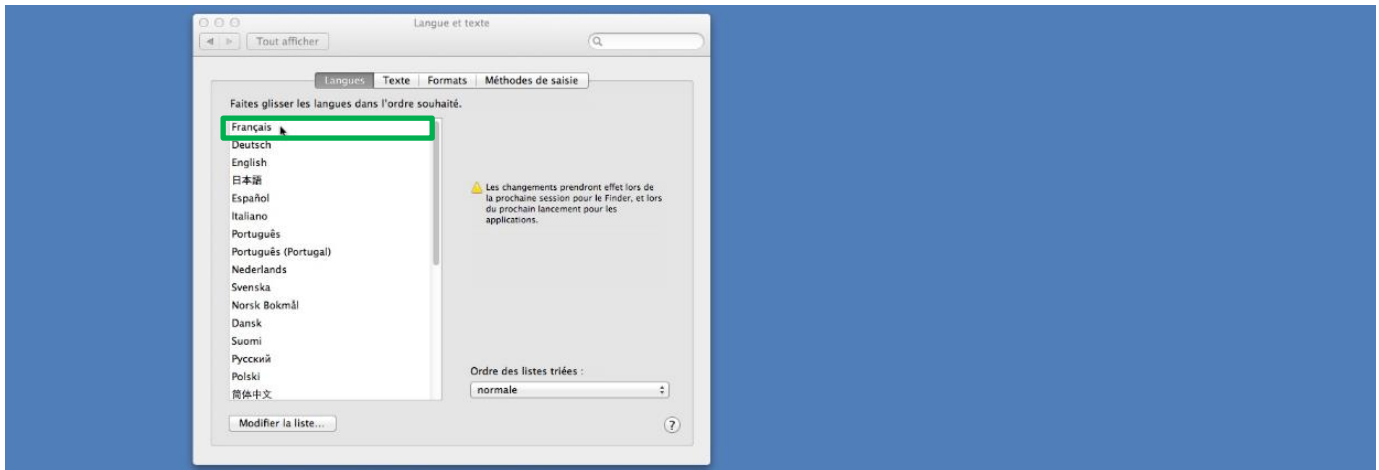 Langue et texte
Tout afficher
Langues Texte Formats Méthodes de saisie
Faites glisser les langues dans l'ordre souhaité.
Français
Deutsch
English
日本語
Español
Italiano
Português
Português (Portugal)
Nederlands
Svenska
Norsk Bokmål
Dansk
Suomi
Русский
Polski
简体中文
Les changements prendront effet lors de
la prochaine session pour le Finder, et lors
du prochain lancement pour les
applications.
Ordre des listes triées :
normale
Modifier la liste...
?